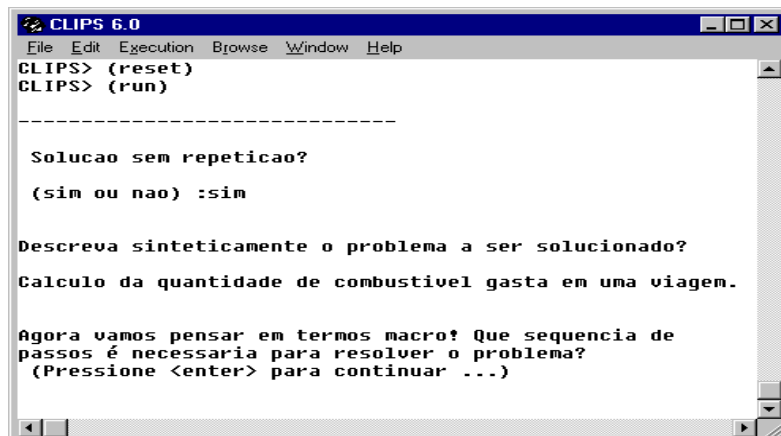 CLIPS 6.0
File Edit Execution Browse Window Help
CLIPS> (reset)
CLIPS> (run)
------------------------------
Solucao sem repeticao?
(sim ou nao) :sim
Descreva sinteticamente o problema a ser solucionado?
Calculo da quantidade de combustivel gasta em uma viagem.
Agora vamos pensar em termos macro! Que sequencia de
passos é necessaria para resolver o problema?
(Pressione <enter> para continuar ...)